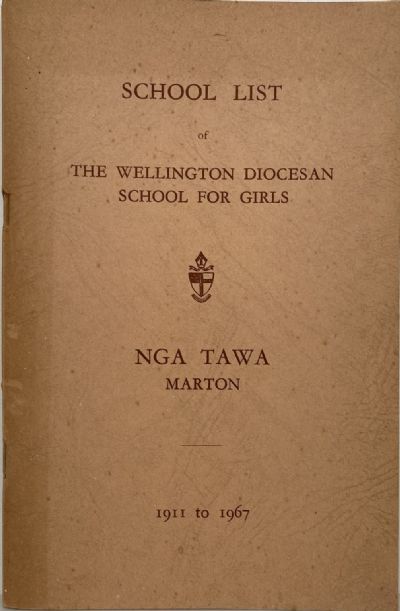 SCHOOL LIST
of
THE WELLINGTON DIOCESAN
SCHOOL FOR GIRLS
NGA TAWA
MARTON
1911 to 1967